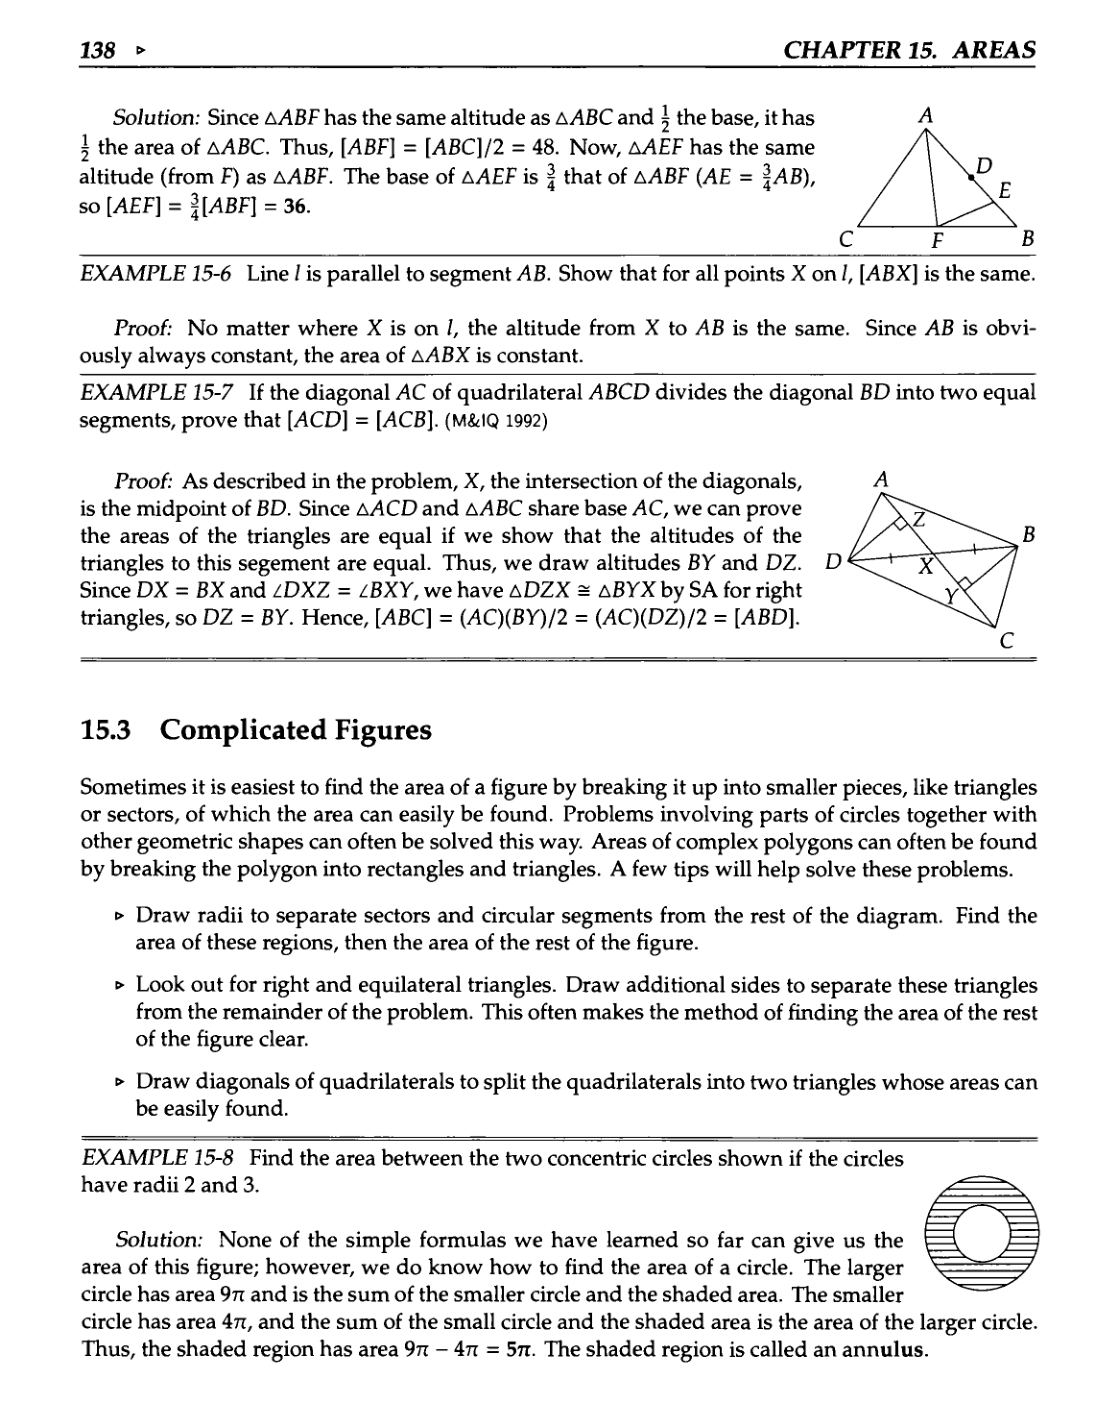 138 ▷ CHAPTER 15. AREAS
Solution: Since △ABF has the same altitude as △ABC and ½ the base, it has
½ the area of △ABC. Thus, [ABF] = [ABC]/2 = 48. Now, △AEF has the same
altitude (from F) as △ABF. The base of △AEF is ¾ that of △ABF (AE = ¾AB),
so [AEF] = ¾[ABF] = 36.
A
D
E
C F B
EXAMPLE 15-6 Line l is parallel to segment AB. Show that for all points X on l, [ABX] is the same.
Proof: No matter where X is on l, the altitude from X to AB is the same. Since AB is obvi-
ously always constant, the area of △ABX is constant.
EXAMPLE 15-7 If the diagonal AC of quadrilateral ABCD divides the diagonal BD into two equal
segments, prove that [ACD] = [ACB]. (M&IQ 1992)
Proof: As described in the problem, X, the intersection of the diagonals,
is the midpoint of BD. Since △ACD and △ABC share base AC, we can prove
the areas of the triangles are equal if we show that the altitudes of the
triangles to this segement are equal. Thus, we draw altitudes BY and DZ.
Since DX = BX and ∠DXZ = ∠BXY, we have △DZX ≅ △BYX by SA for right
triangles, so DZ = BY. Hence, [ABC] = (AC)(BY)/2 = (AC)(DZ)/2 = [ABD].
A
Z
B
D X
Y
C
15.3 Complicated Figures
Sometimes it is easiest to find the area of a figure by breaking it up into smaller pieces, like triangles
or sectors, of which the area can easily be found. Problems involving parts of circles together with
other geometric shapes can often be solved this way. Areas of complex polygons can often be found
by breaking the polygon into rectangles and triangles. A few tips will help solve these problems.
▷ Draw radii to separate sectors and circular segments from the rest of the diagram. Find the
area of these regions, then the area of the rest of the figure.
▷ Look out for right and equilateral triangles. Draw additional sides to separate these triangles
from the remainder of the problem. This often makes the method of finding the area of the rest
of the figure clear.
▷ Draw diagonals of quadrilaterals to split the quadrilaterals into two triangles whose areas can
be easily found.
EXAMPLE 15-8 Find the area between the two concentric circles shown if the circles
have radii 2 and 3.
Solution: None of the simple formulas we have learned so far can give us the
area of this figure; however, we do know how to find the area of a circle. The larger
circle has area 9π and is the sum of the smaller circle and the shaded area. The smaller
circle has area 4π, and the sum of the small circle and the shaded area is the area of the larger circle.
Thus, the shaded region has area 9π − 4π = 5π. The shaded region is called an annulus.